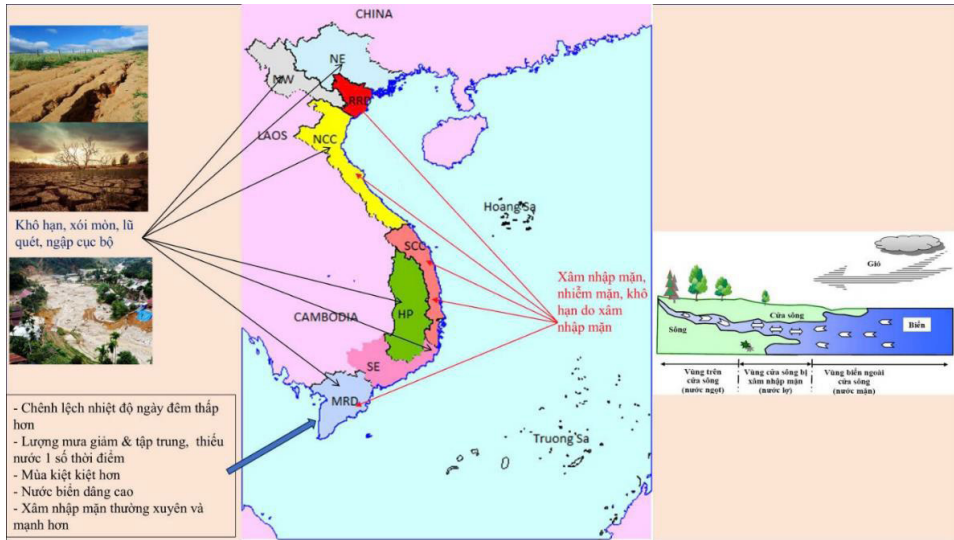 Khô hạn, xói mòn, lũ
quét, ngập cục bộ
- Chênh lệch nhiệt độ ngày đêm thấp
hơn
- Lượng mưa giảm & tập trung, thiếu
nước 1 số thời điểm
- Mùa kiệt kiệt hơn
- Nước biển dâng cao
- Xâm nhập mặn thường xuyên và
mạnh hơn
CHINA
NE
NW
RRD
LAOS
NCC
Hoang Sa
SCC
HP
CAMBODIA
SE
MRD
Truong Sa
Xâm nhập mặn,
nhiễm mặn, khô
hạn do xâm
nhập mặn
Gió
Cửa sông
Sông
Biển
Vùng trên
cửa sông
(nước ngọt)
Vùng cửa sông bị
xâm nhập mặn
(nước lợ)
Vùng biển ngoài
cửa sông
(nước mặn)